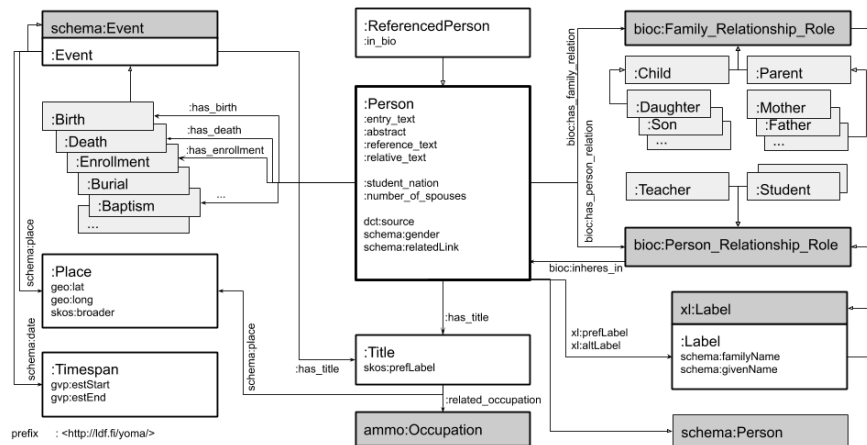 schema:Event
:Event
:Birth
:Death
:Enrollment
:Burial
:Baptism
...
:has_birth
:has_death
:has_enrollment
...
schema:place
schema:date
:Place
geo:lat
geo:long
skos:broader
:Timespan
gvp:estStart
gvp:estEnd
prefix : <http://ldf.fi/yoma/>
:ReferencedPerson
:in_bio
:Person
:entry_text
:abstract
:reference_text
:relative_text
:student_nation
:number_of_spouses
dct:source
schema:gender
schema:relatedLink
:has_title
:has_title
schema:place
:Title
skos:prefLabel
:related_occupation
ammo:Occupation
bioc:has_family_relation
bioc:has_person_relation
bioc:Family_Relationship_Role
:Child
:Parent
:Daughter
:Son
...
:Mother
:Father
...
:Teacher
:Student
bioc:Person_Relationship_Role
bioc:inheres_in
xl:prefLabel
xl:altLabel
xl:Label
:Label
schema:familyName
schema:givenName
schema:Person